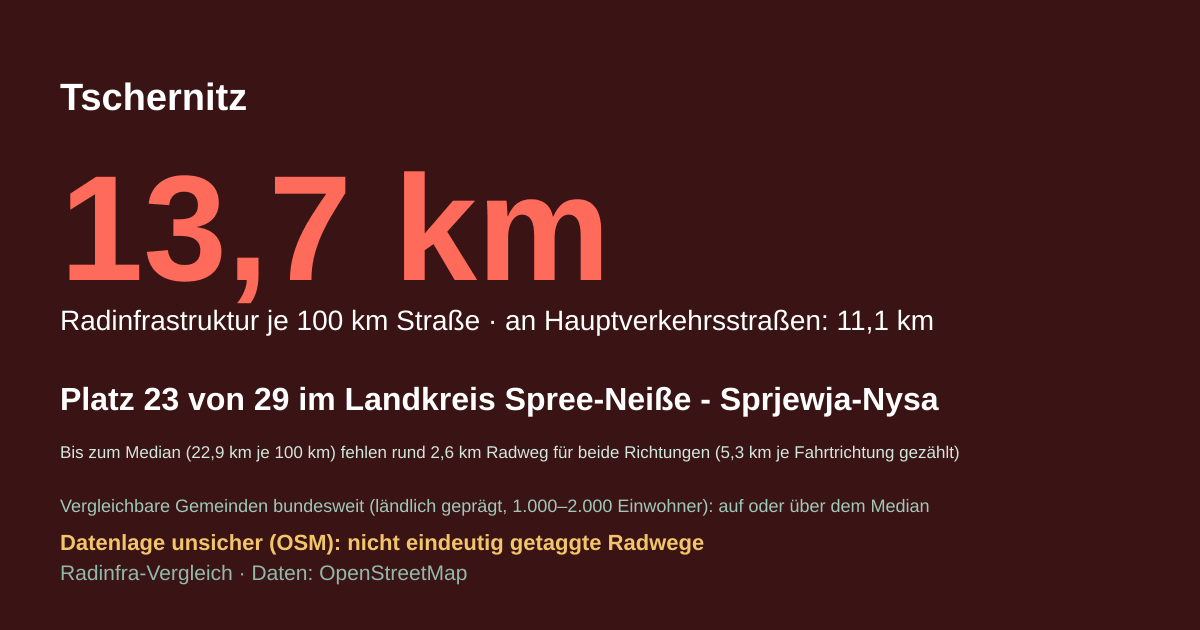 Tschernitz
13,7 km
Radinfrastruktur je 100 km Straße · an Hauptverkehrsstraßen: 11,1 km
Platz 23 von 29 im Landkreis Spree-Neiße - Sprjewja-Nysa
Bis zum Median (22,9 km je 100 km) fehlen rund 2,6 km Radweg für beide Richtungen (5,3 km je Fahrtrichtung gezählt)
Vergleichbare Gemeinden bundesweit (ländlich geprägt, 1.000–2.000 Einwohner): auf oder über dem Median
Datenlage unsicher (OSM): nicht eindeutig getaggte Radwege
Radinfra-Vergleich · Daten: OpenStreetMap